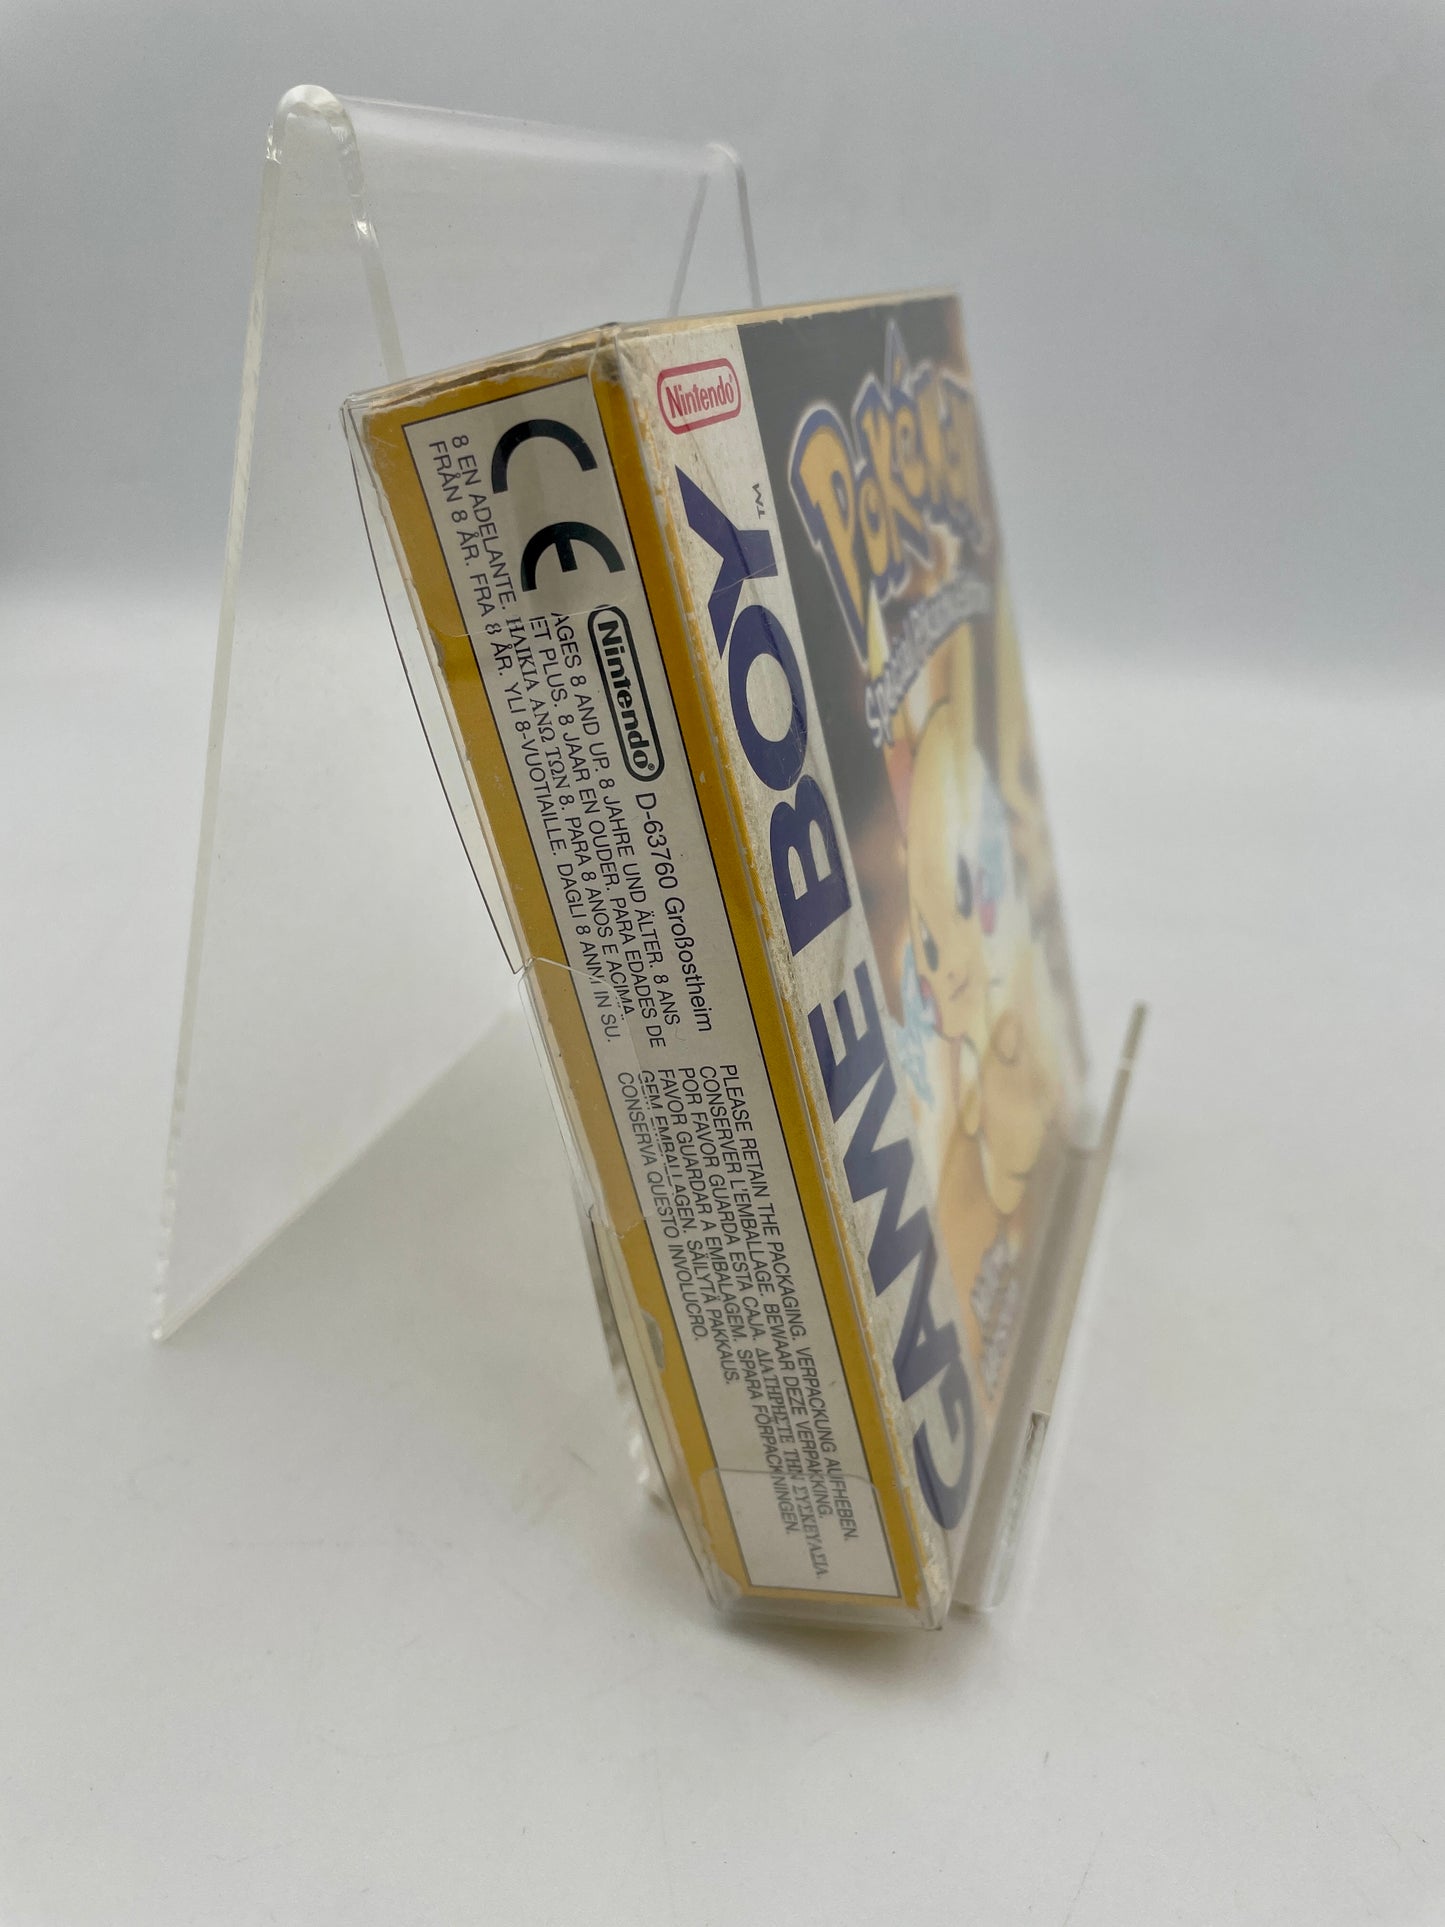 Nintendo
GAME BOY
TM
POKéMON
Nintendo D-63760 Großostheim
AGES 8 AND UP. 8 JAHRE UND ÄLTER. 8 ANS
ET PLUS. 8 JAAR EN OUDER. PARA EDADES DE
8 EN ADELANTE. ΗΛΙΚΙΑ ΑΝΩ ΤΩΝ 8. PARA 8 ANOS E ACIMA.
FRÅN 8 ÅR. FRA 8 ÅR. YLI 8-VUOTIAILLE. DAGLI 8 ANNI IN SU.
PLEASE RETAIN THE PACKAGING. VERPACKUNG AUFHEBEN.
CONSERVER L'EMBALLAGE. BEWAAR DEZE VERPAKKING.
POR FAVOR GUARDA ESTA CAJA. ΔΙΑΤΗΡΗΣΤΕ ΤΗΝ ΣΥΣΚΕΥΑΣΙΑ.
FAVOR GUARDAR A EMBALAGEM. SPARA FÖRPACKNINGEN.
GEM EMBALLAGEN. SÄILYTÄ PAKKAUS.
CONSERVA QUESTO INVOLUCRO.
CE